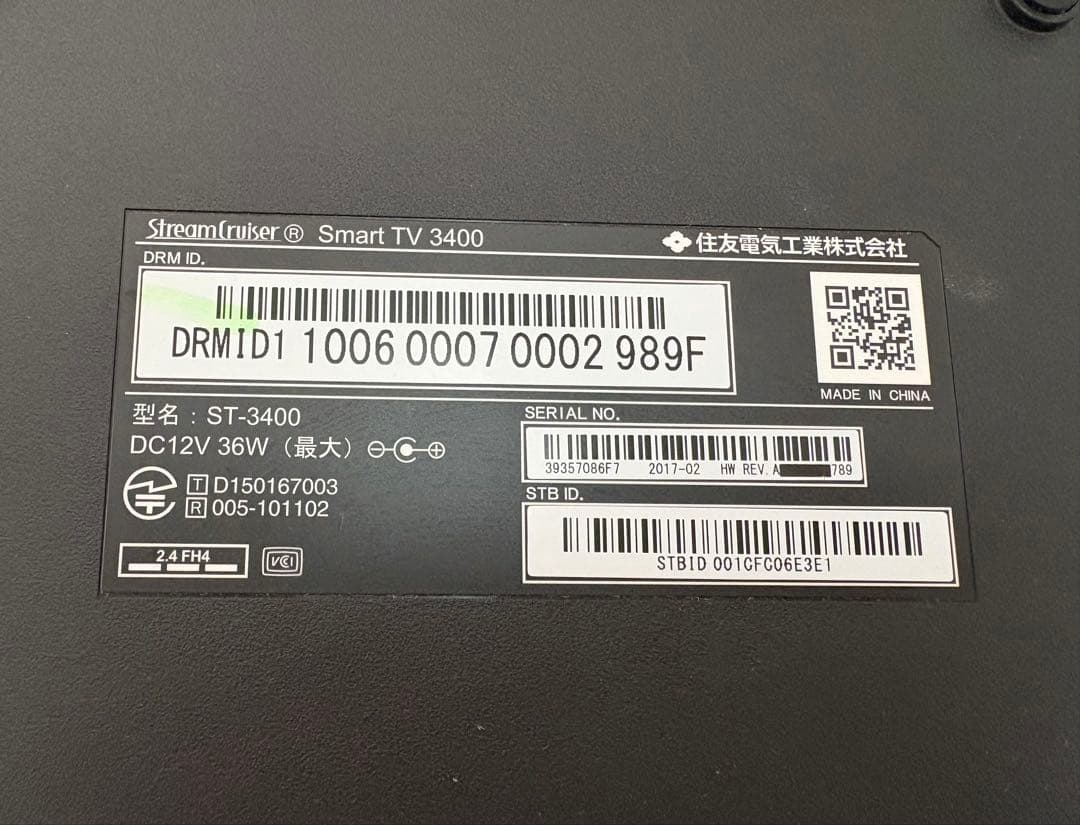 StreamCruiser® Smart TV 3400
住友電気工業株式会社
DRM ID.
DRMID1 1006 0007 0002 989F
MADE IN CHINA
型名：ST-3400
DC12V 36W（最大）
T D150167003
R 005-101102
2.4 FH4
VCCI
SERIAL NO.
39357086F7 2017-02 HW REV.A 789
STB ID.
STBID 001CFC06E3E1